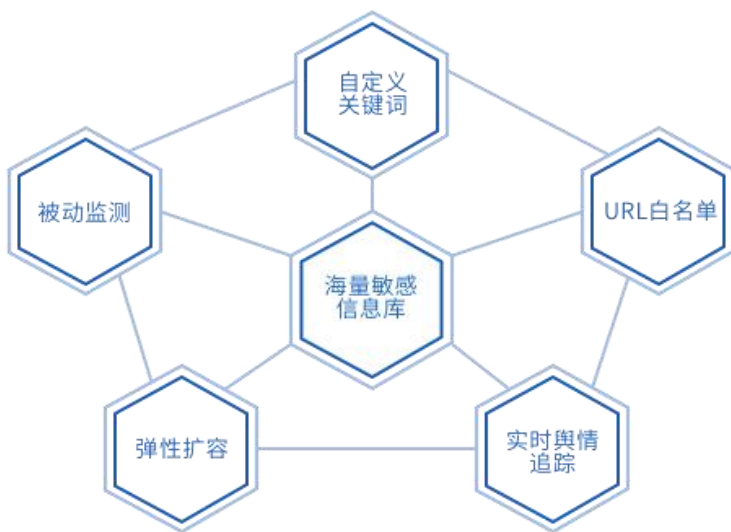 自定义
关键词
被动监测
URL白名单
海量敏感
信息库
弹性扩容
实时舆情
追踪